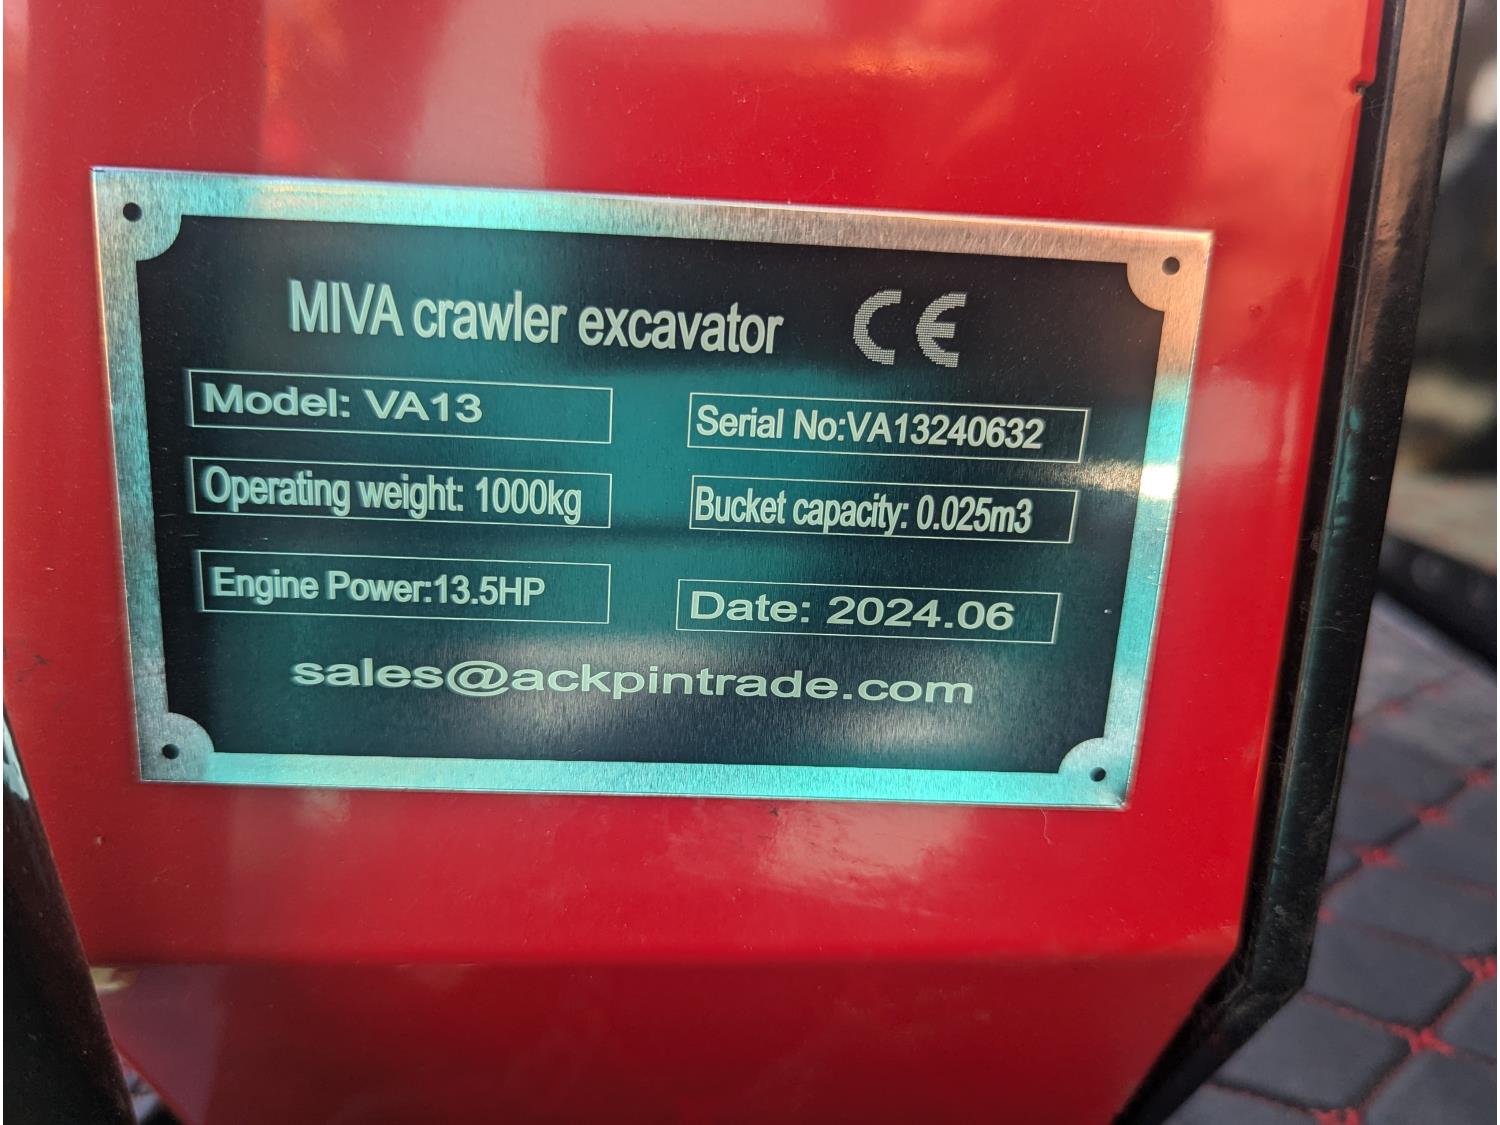 MIVA crawler excavator CE
Model: VA13
Serial No:VA13240632
Operating weight: 1000kg
Bucket capacity: 0.025m3
Engine Power:13.5HP
Date: 2024.06
sales@ackpintrade.com